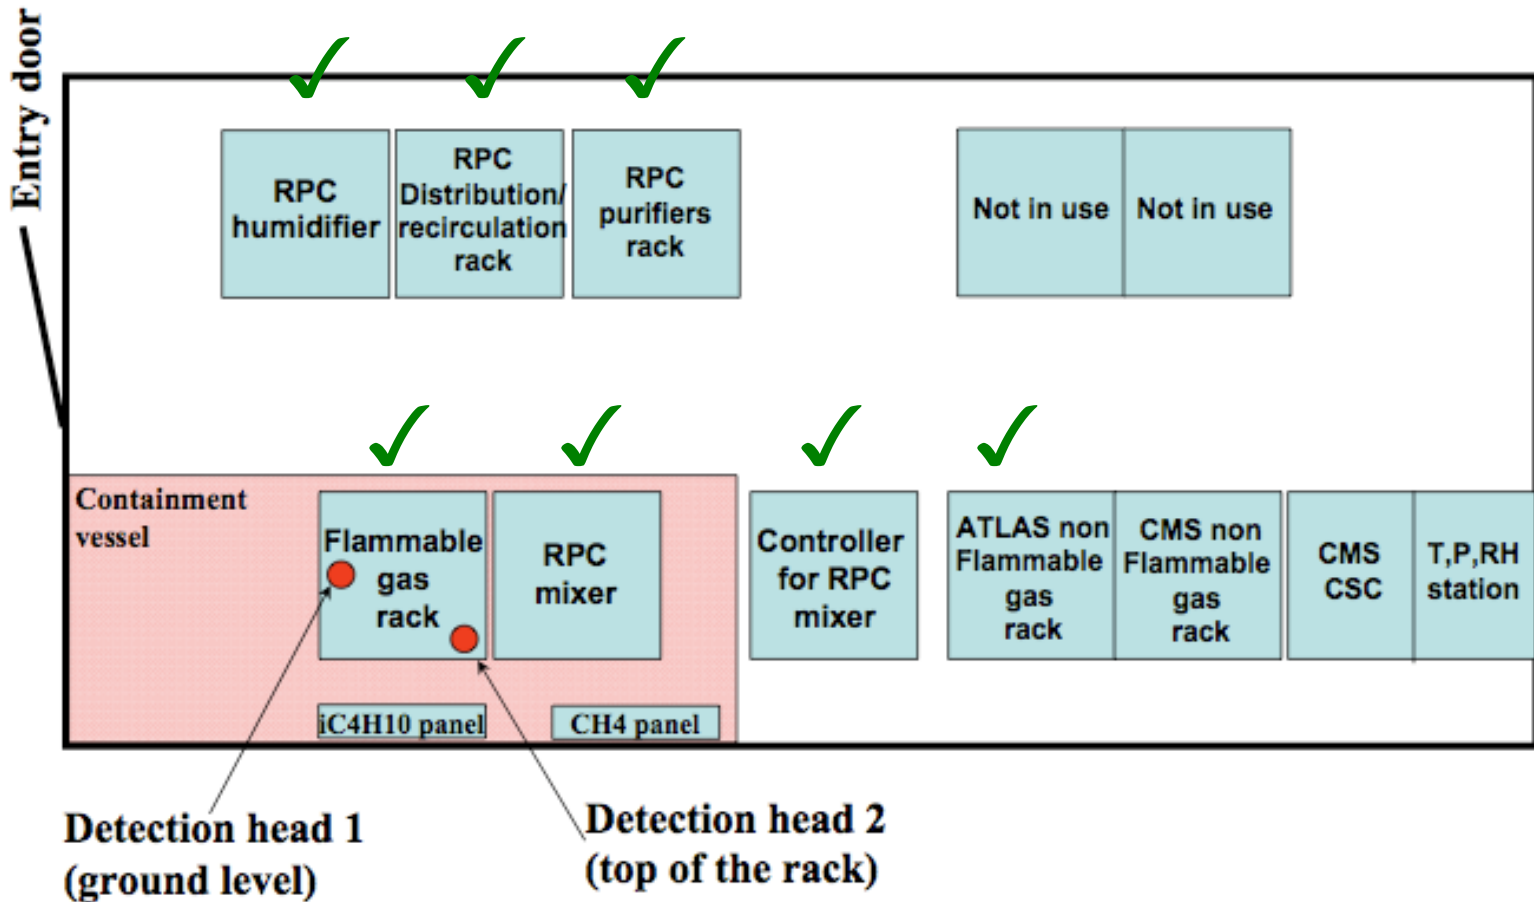 Entry door
RPC
humidifier
RPC
Distribution/
recirculation
rack
RPC
purifiers
rack
Not in use
Not in use
Containment
vessel
Flammable
gas
rack
RPC
mixer
Controller
for RPC
mixer
ATLAS non
Flammable
gas
rack
CMS non
Flammable
gas
rack
CMS
CSC
T,P,RH
station
iC4H10 panel
CH4 panel
Detection head 1
(ground level)
Detection head 2
(top of the rack)